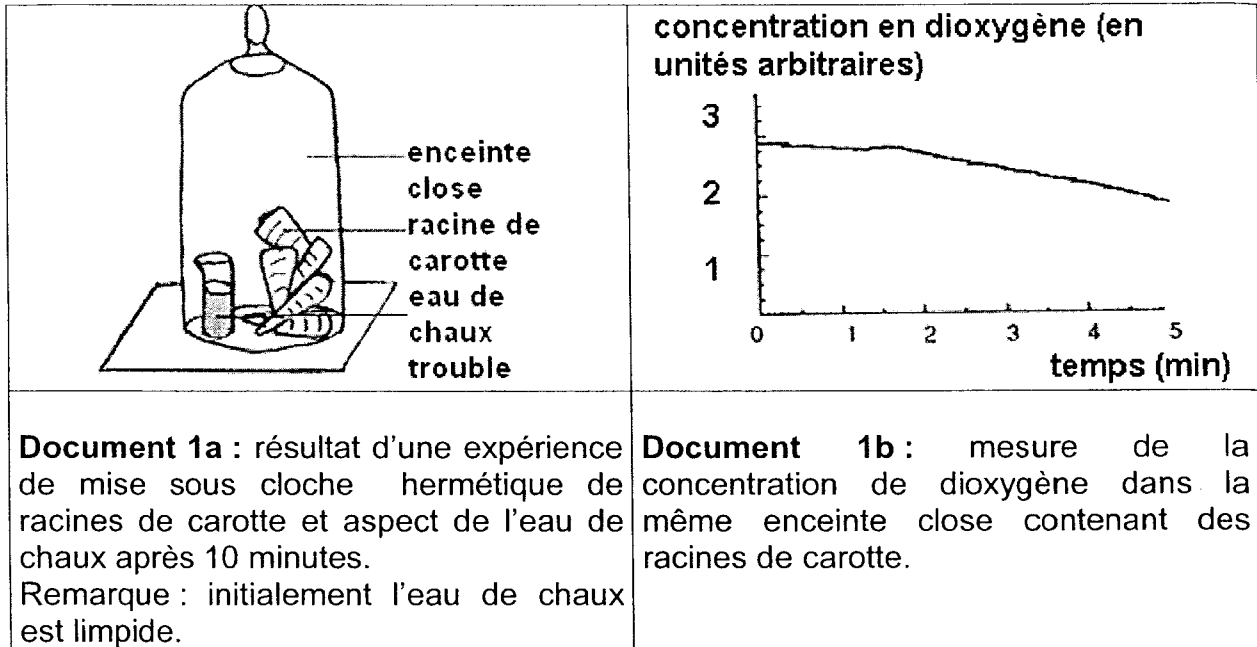 enceinte
close
racine de
carotte
eau de
chaux
trouble
concentration en dioxygène (en
unités arbitraires)
3
2
1
0 1 2 3 4 5
temps (min)
Document 1a : résultat d'une expérience
de mise sous cloche hermétique de
racines de carotte et aspect de l'eau de
chaux après 10 minutes.
Remarque : initialement l'eau de chaux
est limpide.
Document 1b : mesure de la
concentration de dioxygène dans la
même enceinte close contenant des
racines de carotte.